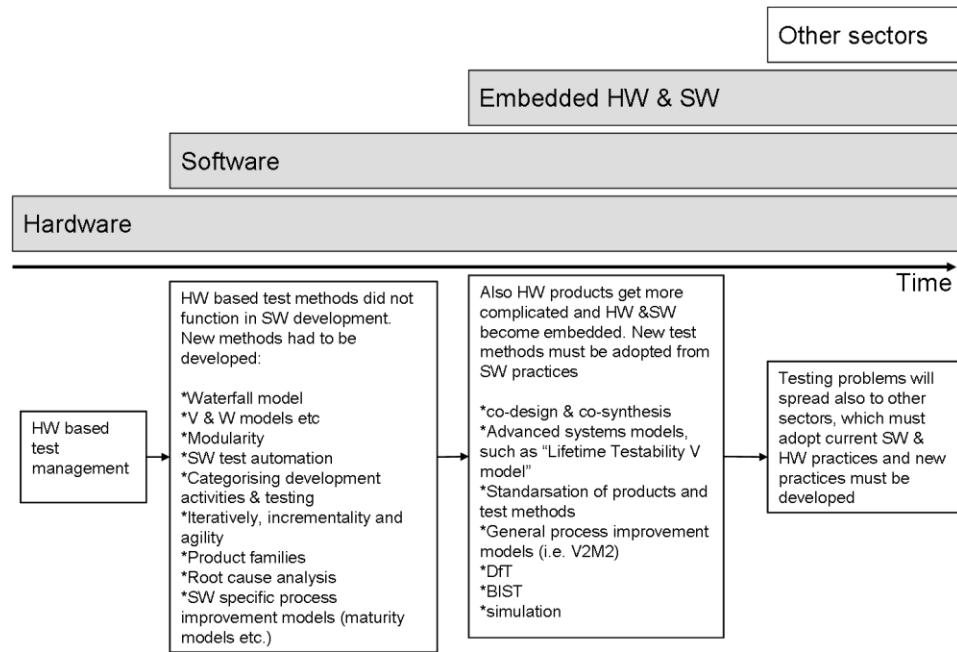 Other sectors
Embedded HW & SW
Software
Hardware
Time
HW based
test
management
HW based test methods did not
function in SW development.
New methods had to be
developed:
*Waterfall model
*V & W models etc
*Modularity
*SW test automation
*Categorising development
activities & testing
*Iteratively, incrementality and
agility
*Product families
*Root cause analysis
*SW specific process
improvement models (maturity
models etc.)
Also HW products get more
complicated and HW &SW
become embedded. New test
methods must be adopted from
SW practices
*co-design & co-synthesis
*Advanced systems models,
such as “Lifetime Testability V
model”
*Standarsation of products and
test methods
*General process improvement
models (i.e. V2M2)
*DfT
*BIST
*simulation
Testing problems will
spread also to other
sectors, which must
adopt current SW &
HW practices and new
practices must be
developed